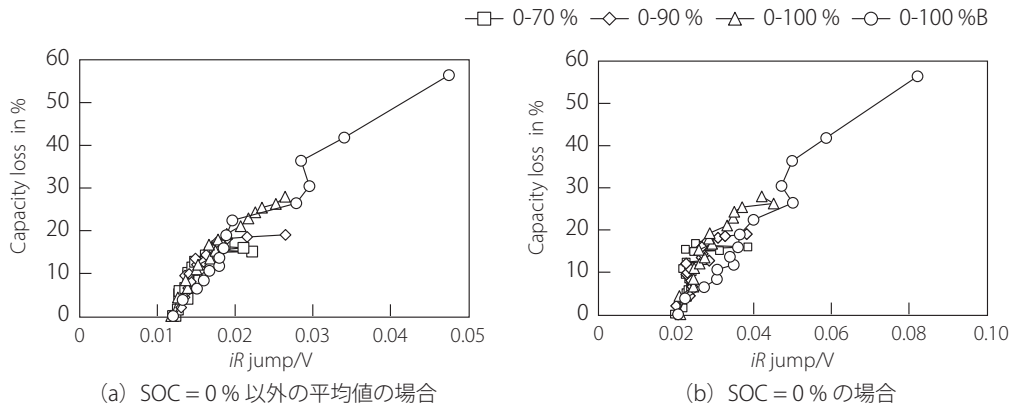 0-70 % 0-90 % 0-100 % 0-100 %B
Capacity loss in %
60
50
40
30
20
10
0
0 0.01 0.02 0.03 0.04 0.05
iR jump/V
(a) SOC = 0 % 以外の平均値の場合
Capacity loss in %
60
50
40
30
20
10
0
0 0.02 0.04 0.06 0.08 0.10
iR jump/V
(b) SOC = 0 % の場合